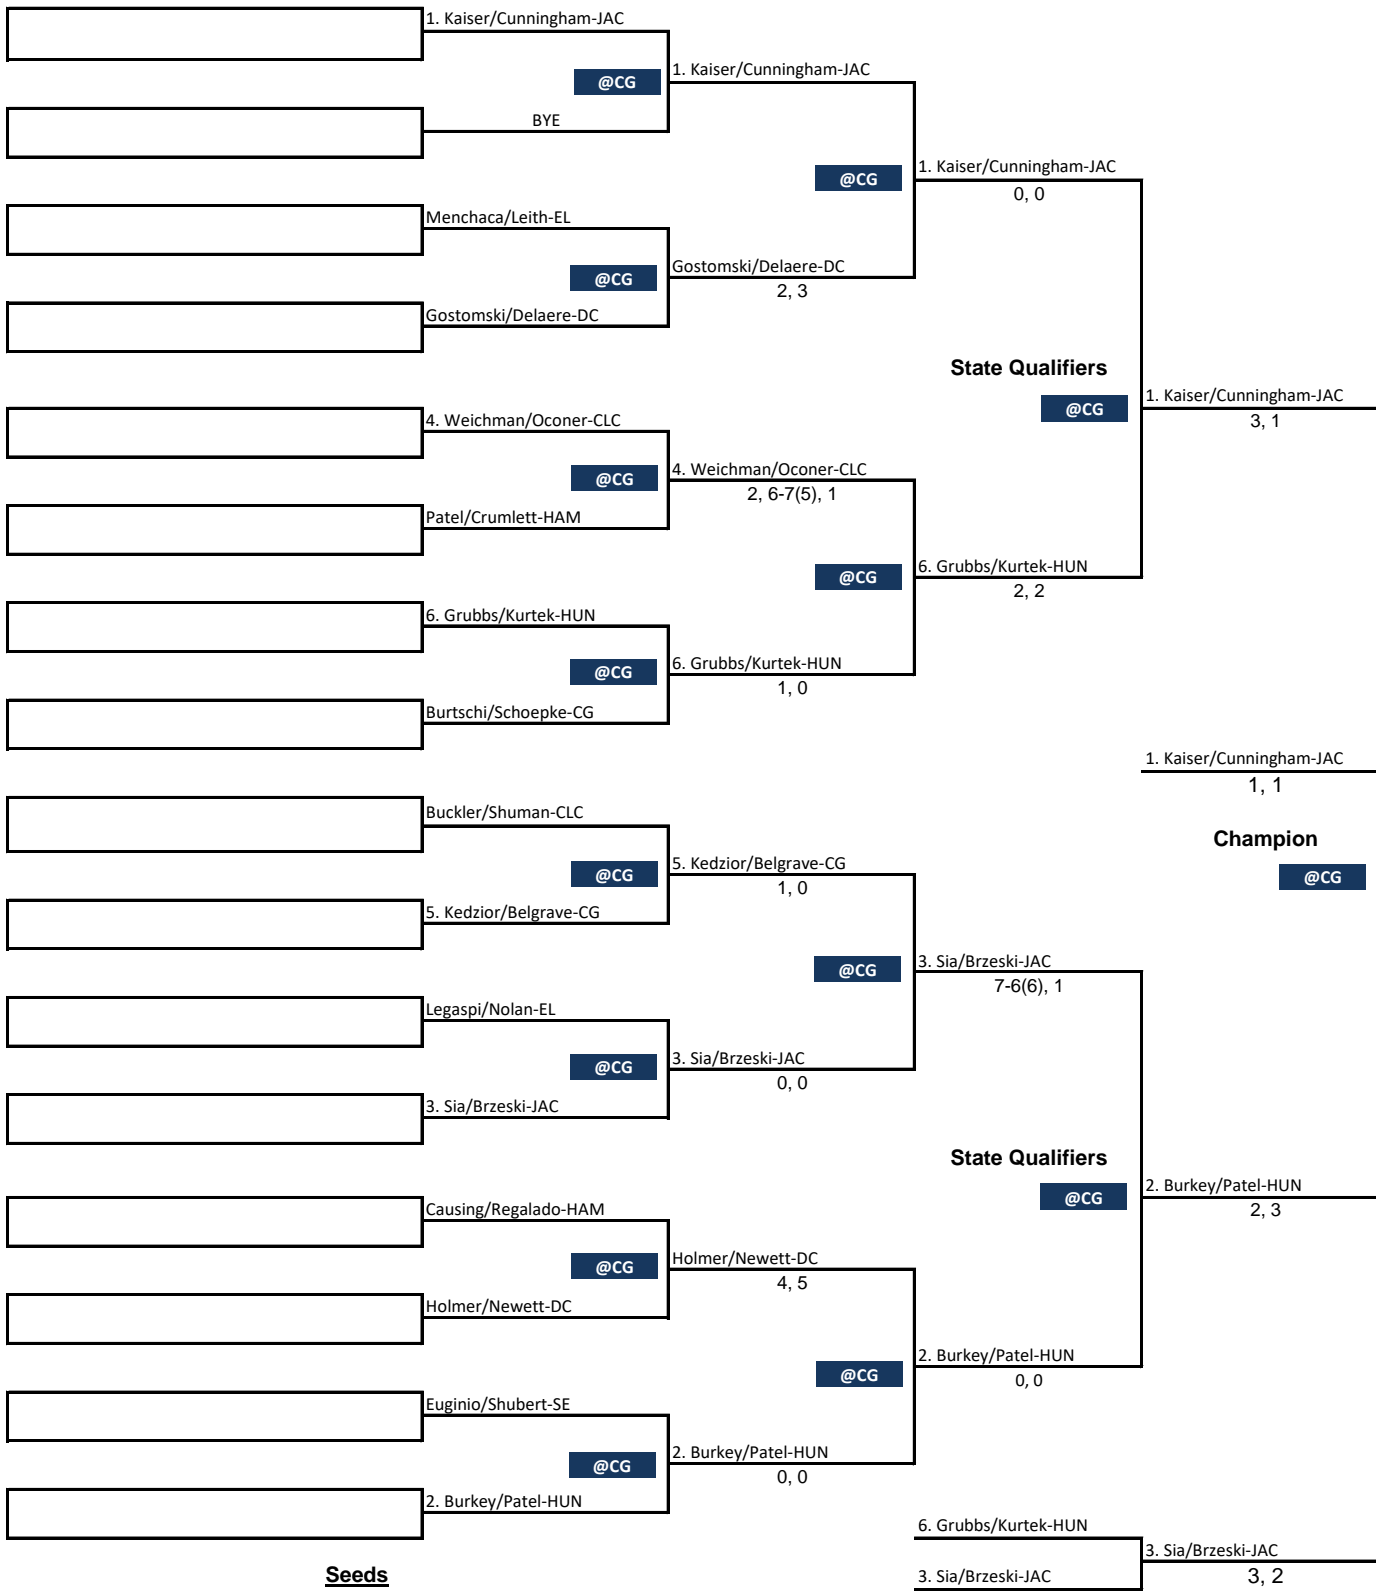 1. Kaiser/Cunningham-JAC
@CG
1. Kaiser/Cunningham-JAC
BYE
@CG
1. Kaiser/Cunningham-JAC
0, 0
Menchaca/Leith-EL
@CG
Gostomski/Delaere-DC
2, 3
Gostomski/Delaere-DC
State Qualifiers
@CG
1. Kaiser/Cunningham-JAC
3, 1
4. Weichman/Oconer-CLC
@CG
4. Weichman/Oconer-CLC
2, 6-7(5), 1
Patel/Crumlett-HAM
@CG
6. Grubbs/Kurtek-HUN
2, 2
6. Grubbs/Kurtek-HUN
@CG
6. Grubbs/Kurtek-HUN
1, 0
Burtschi/Schoepke-CG
1. Kaiser/Cunningham-JAC
1, 1
Champion
@CG
Buckler/Shuman-CLC
@CG
5. Kedzior/Belgrave-CG
1, 0
5. Kedzior/Belgrave-CG
@CG
3. Sia/Brzeski-JAC
7-6(6), 1
Legaspi/Nolan-EL
@CG
3. Sia/Brzeski-JAC
0, 0
3. Sia/Brzeski-JAC
State Qualifiers
@CG
2. Burkey/Patel-HUN
2, 3
Causing/Regalado-HAM
@CG
Holmer/Newett-DC
4, 5
Holmer/Newett-DC
@CG
2. Burkey/Patel-HUN
0, 0
Euginio/Shubert-SE
@CG
2. Burkey/Patel-HUN
0, 0
2. Burkey/Patel-HUN
6. Grubbs/Kurtek-HUN
3. Sia/Brzeski-JAC
3, 2
3. Sia/Brzeski-JAC
Seeds